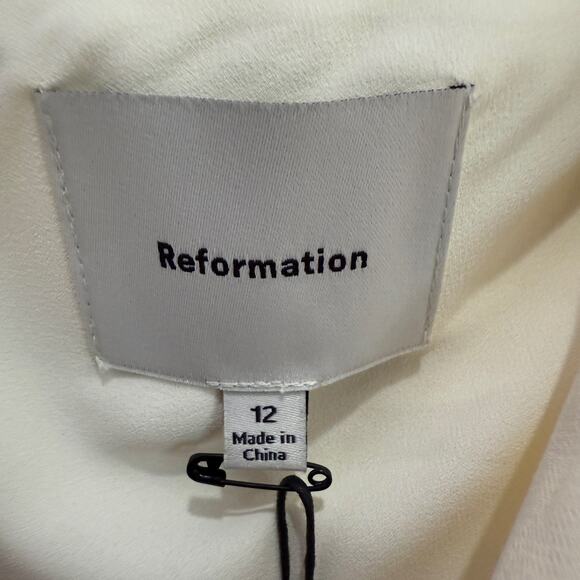 Reformation
12
Made in
China